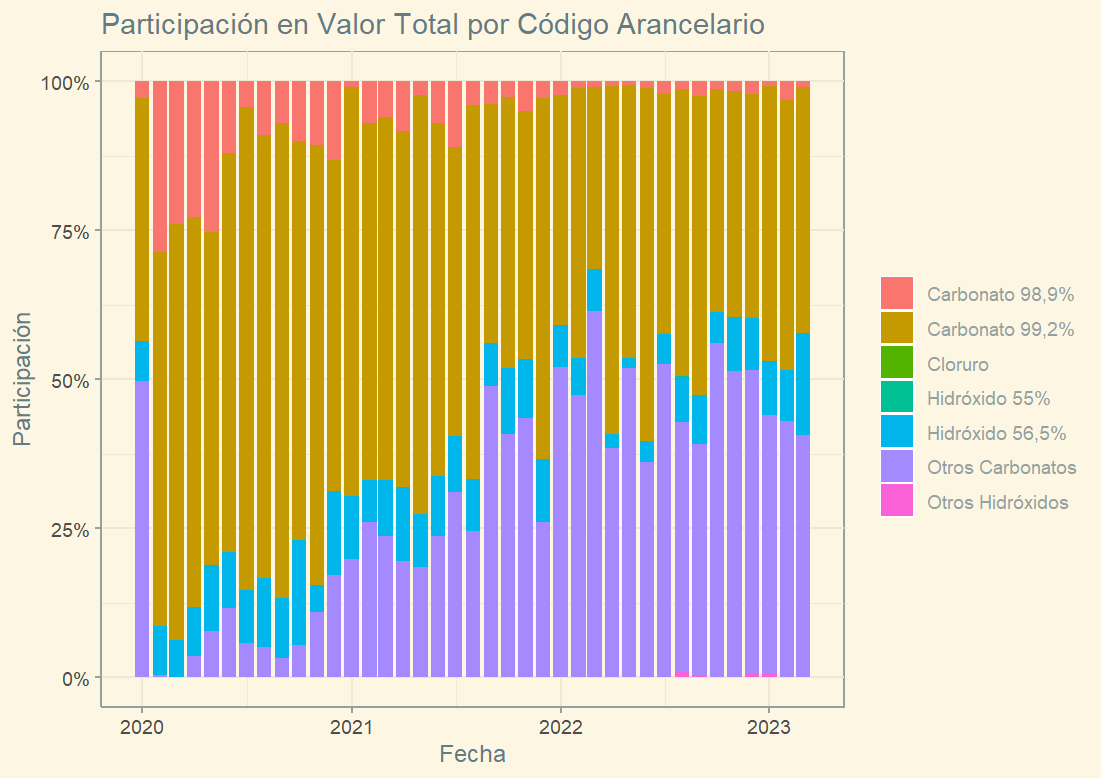 Participación en Valor Total por Código Arancelario
100%
75%
50%
25%
0%
Participación
2020
2021
2022
2023
Fecha
Carbonato 98,9%
Carbonato 99,2%
Cloruro
Hidróxido 55%
Hidróxido 56,5%
Otros Carbonatos
Otros Hidróxidos